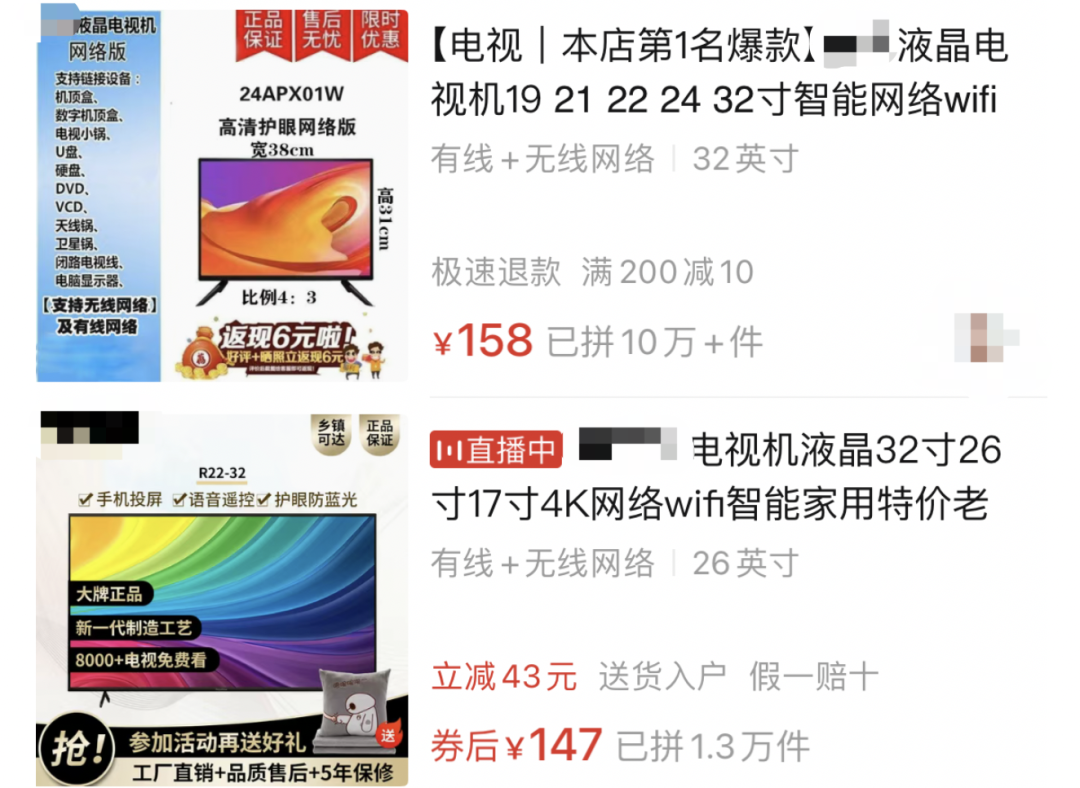 液晶电视机
网络版
支持链接设备：
机顶盒、
数字机顶盒、
电视小锅、
U盘、
硬盘、
DVD、
VCD、
天线锅、
卫星锅、
闭路电视线、
电脑显示器、
【支持无线网络】
及有线网络
正品
保证
售后
无忧
限时
优惠
24APX01W
高清护眼网络版
宽38cm
高31cm
比例4：3
返现6元啦！
好评+晒照立返现6元
【电视｜本店第1名爆款】液晶电
视机19 21 22 24 32寸智能网络wifi
有线+无线网络 | 32英寸
极速退款 满200减10
¥158 已拼10万+件
乡镇
可达
正品
保证
R22-32
手机投屏 语音遥控 护眼防蓝光
大牌正品
新一代制造工艺
8000+电视免费看
送
抢！
参加活动再送好礼
工厂直销+品质售后+5年保修
直播中 电视机液晶32寸26
寸17寸4K网络wifi智能家用特价老
有线+无线网络 | 26英寸
立减43元 送货入户 假一赔十
券后¥147 已拼1.3万件